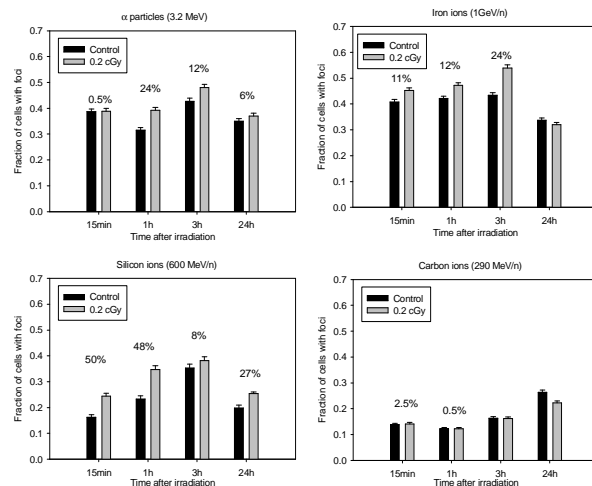 α particles (3.2 MeV)
Fraction of cells with foci
0.7
0.6
0.5
0.4
0.3
0.2
0.1
0.0
Control
0.2 cGy
0.5%
24%
12%
6%
15min
1h
3h
24h
Time after irradiation
Iron ions (1GeV/n)
Fraction of cells with foci
0.7
0.6
0.5
0.4
0.3
0.2
0.1
0.0
Control
0.2 cGy
11%
12%
24%
15min
1h
3h
24h
Time after irradiation
Silicon ions (600 MeV/n)
Fraction of cells with foci
0.7
0.6
0.5
0.4
0.3
0.2
0.1
0.0
Control
0.2 cGy
50%
48%
8%
27%
15min
1h
3h
24h
Time after irradiation
Carbon ions (290 MeV/n)
Fraction of cells with foci
0.7
0.6
0.5
0.4
0.3
0.2
0.1
0.0
Control
0.2 cGy
2.5%
0.5%
15min
1h
3h
24h
Time after irradiation